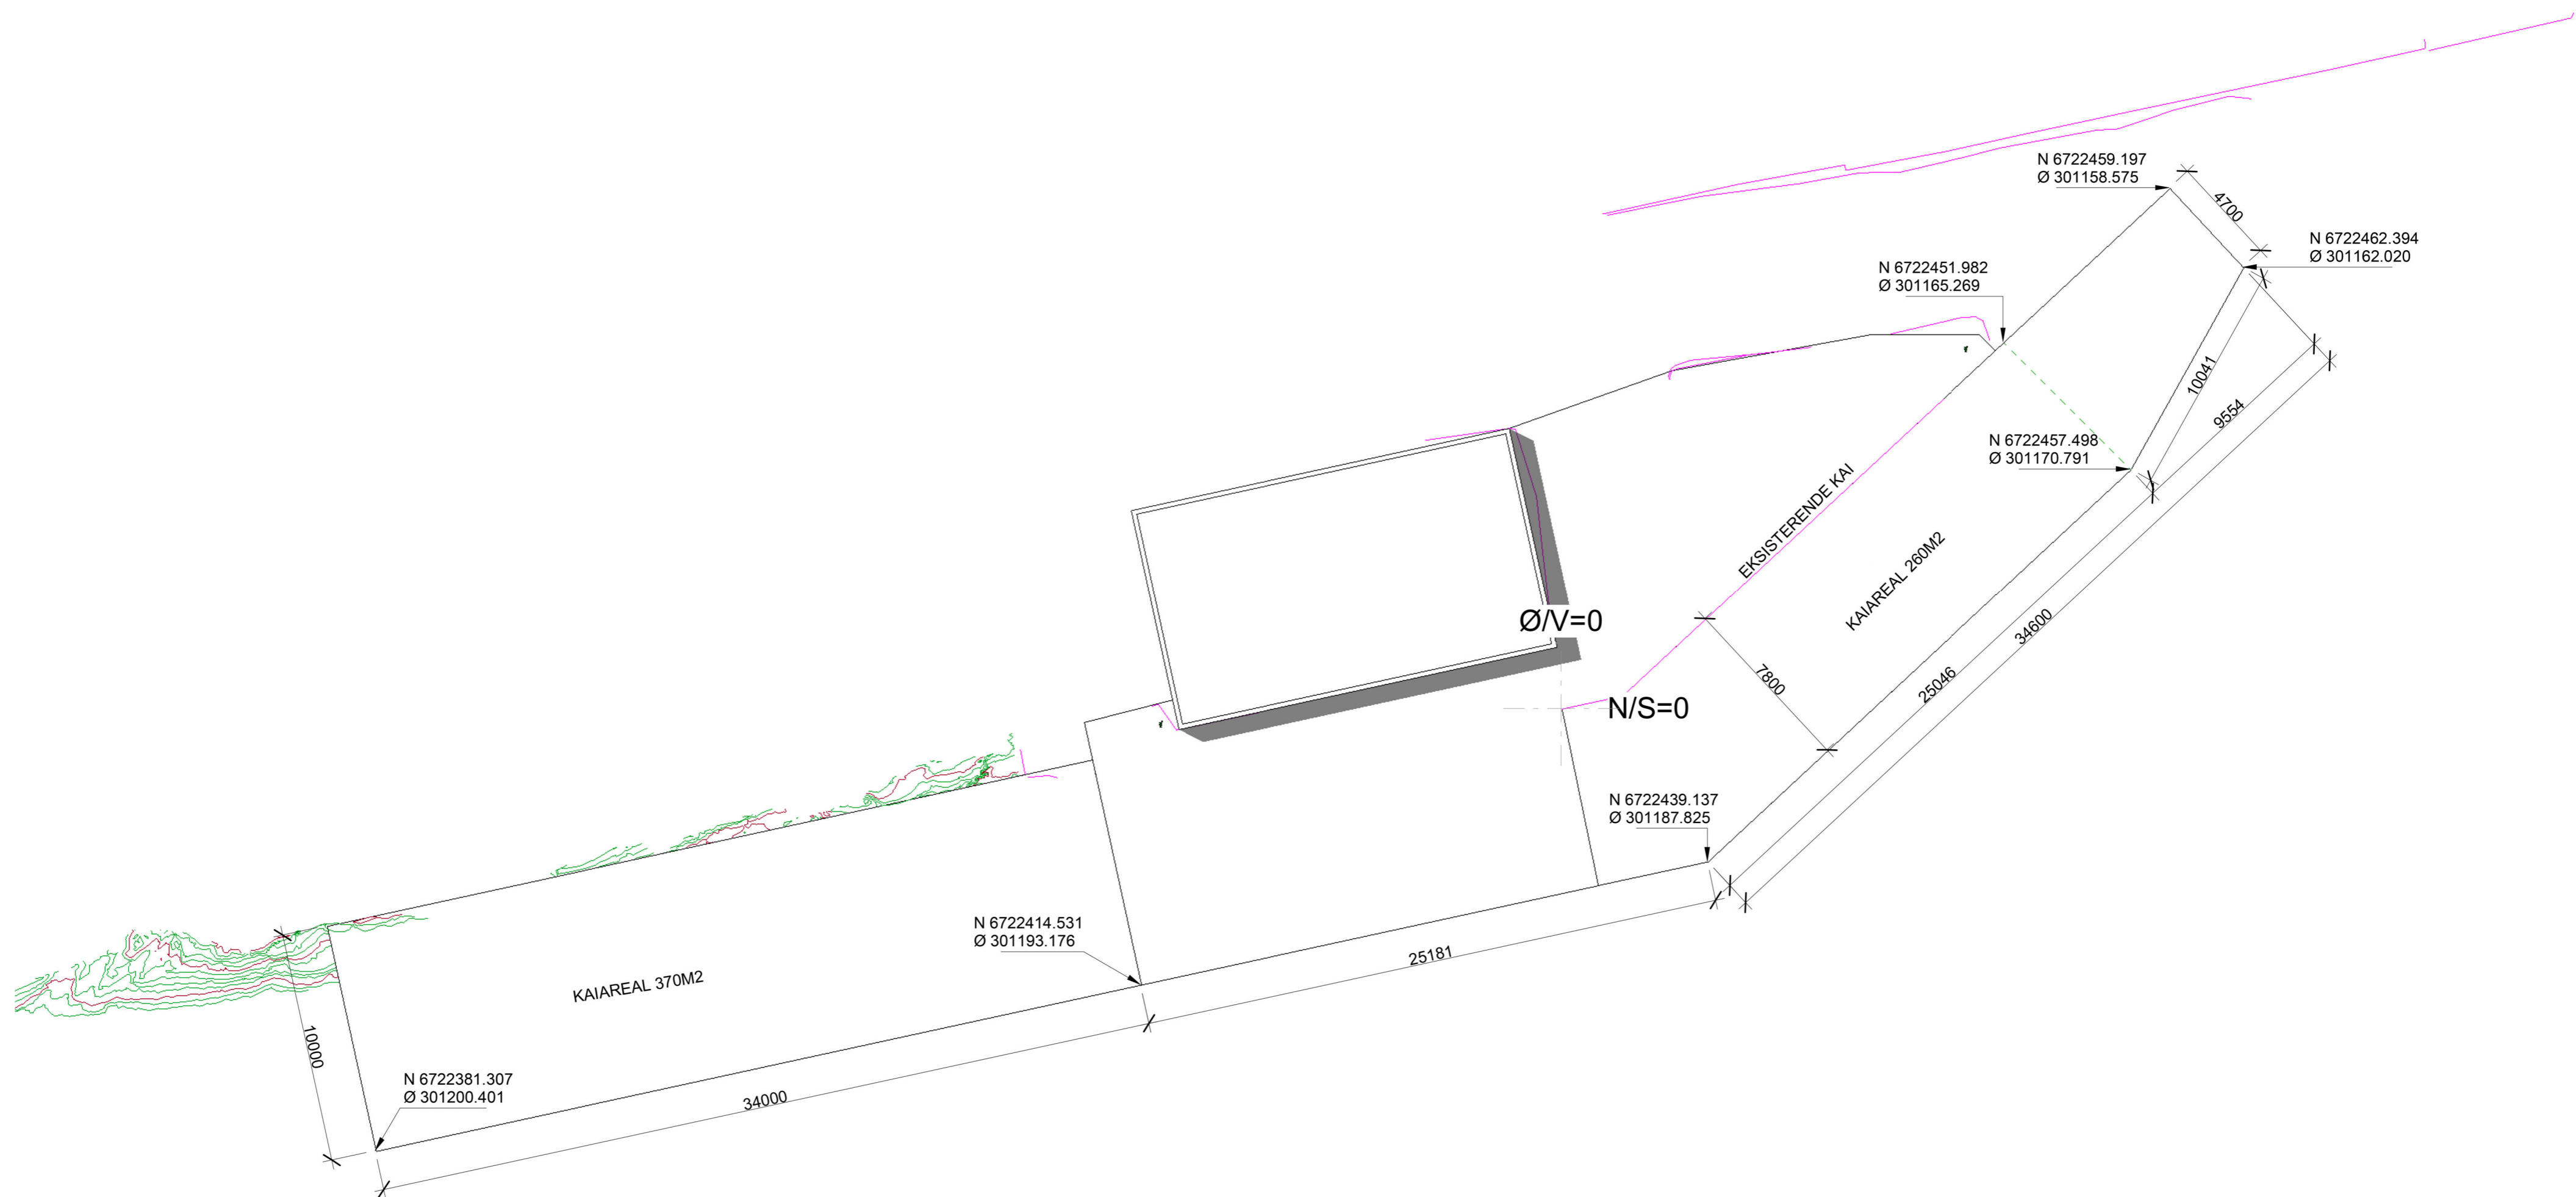 N 6722459.197
Ø 301158.575
4700
N 6722462.394
Ø 301162.020
N 6722451.982
Ø 301165.269
10041
9554
N 6722457.498
Ø 301170.791
EKSISTERENDE KAI
KAIAREAL 260M2
Ø/V=0
34600
7800
25046
N/S=0
N 6722439.137
Ø 301187.825
N 6722414.531
Ø 301193.176
25181
KAIAREAL 370M2
10000
N 6722381.307
Ø 301200.401
34000